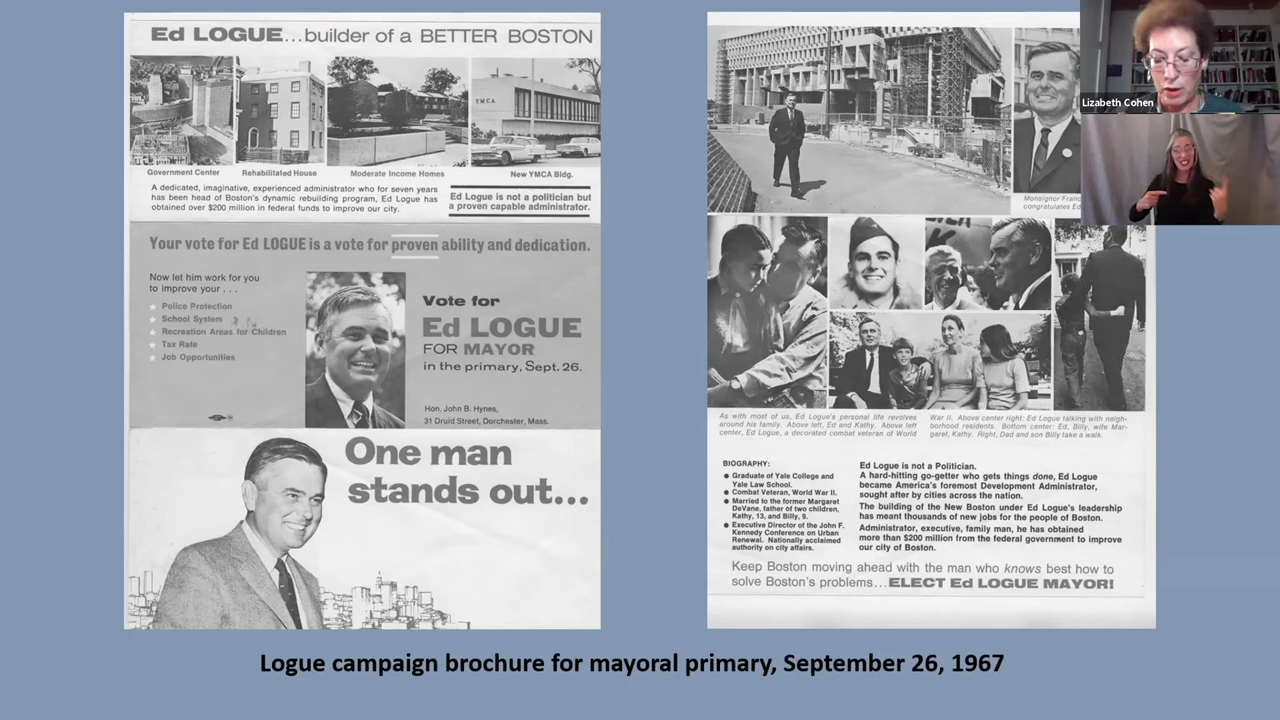 Ed LOGUE...builder of a BETTER BOSTON
YMCA
Government Center
Rehabilitated House
Moderate Income Homes
New YMCA Bldg.
A dedicated, imaginative, experienced administrator who for seven years
has been head of Boston's dynamic rebuilding program, Ed Logue has
obtained over $200 million in federal funds to improve our city.
Ed Logue is not a politician but
a proven capable administrator.
Your vote for Ed LOGUE is a vote for proven ability and dedication.
Now let him work for you
to improve your . . .
Police Protection
School System
Recreation Areas for Children
Tax Rate
Job Opportunities
Vote for
Ed LOGUE
FOR MAYOR
in the primary, Sept. 26.
Hon. John B. Hynes,
31 Druid Street, Dorchester, Mass.
One man
stands out...
Monsignor Franc
congratulates Ed
As with most of us, Ed Logue's personal life revolves
around his family. Above left, Ed and Kathy. Above left
center, Ed Logue, a decorated combat veteran of World
War II. Above center right: Ed Logue talking with neigh-
borhood residents. Bottom center: Ed, Billy, wife Mar-
garet, Kathy. Right, Dad and son Billy take a walk.
BIOGRAPHY:
Graduate of Yale College and
Yale Law School.
Combat Veteran, World War II.
Married to the former Margaret
DeVane, father of two children,
Kathy, 13, and Billy, 9.
Executive Director of the John F.
Kennedy Conference on Urban
Renewal. Nationally acclaimed
authority on city affairs.
Ed Logue is not a Politician.
A hard-hitting go-getter who gets things done, Ed Logue
became America's foremost Development Administrator,
sought after by cities across the nation.
The building of the New Boston under Ed Logue's leadership
has meant thousands of new jobs for the people of Boston.
Administrator, executive, family man, he has obtained
more than $200 million from the federal government to improve
our city of Boston.
Keep Boston moving ahead with the man who knows best how to
solve Boston's problems...ELECT Ed LOGUE MAYOR!
Lizabeth Cohen
Logue campaign brochure for mayoral primary, September 26, 1967